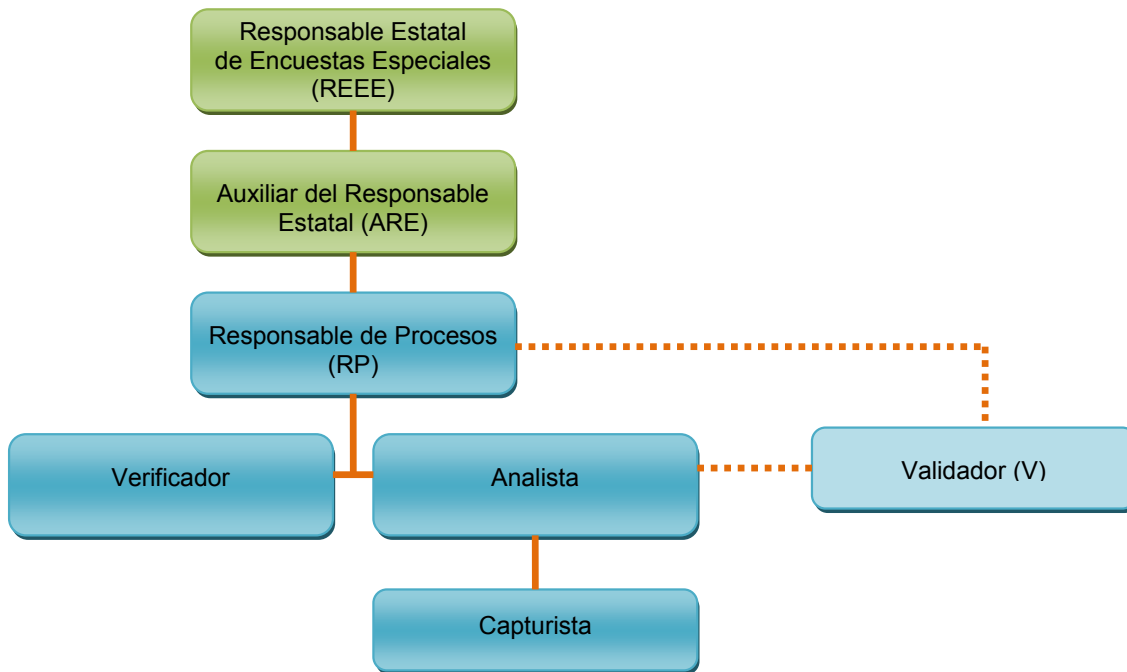 Responsable Estatal
de Encuestas Especiales
(REEE)
Auxiliar del Responsable
Estatal (ARE)
Responsable de Procesos
(RP)
Verificador
Analista
Validador (V)
Capturista